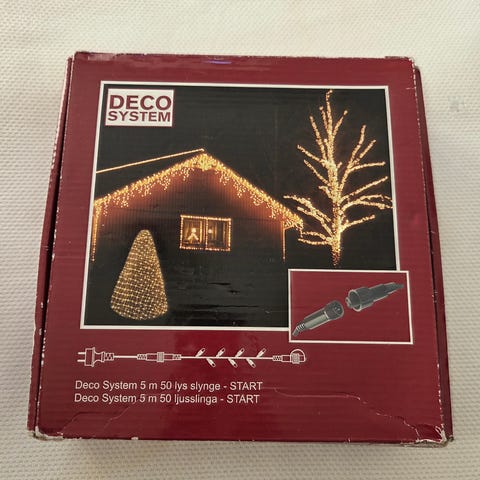 DECO
SYSTEM
Deco System 5 m 50 lys slynge - START
Deco System 5 m 50 ljusslinga - START